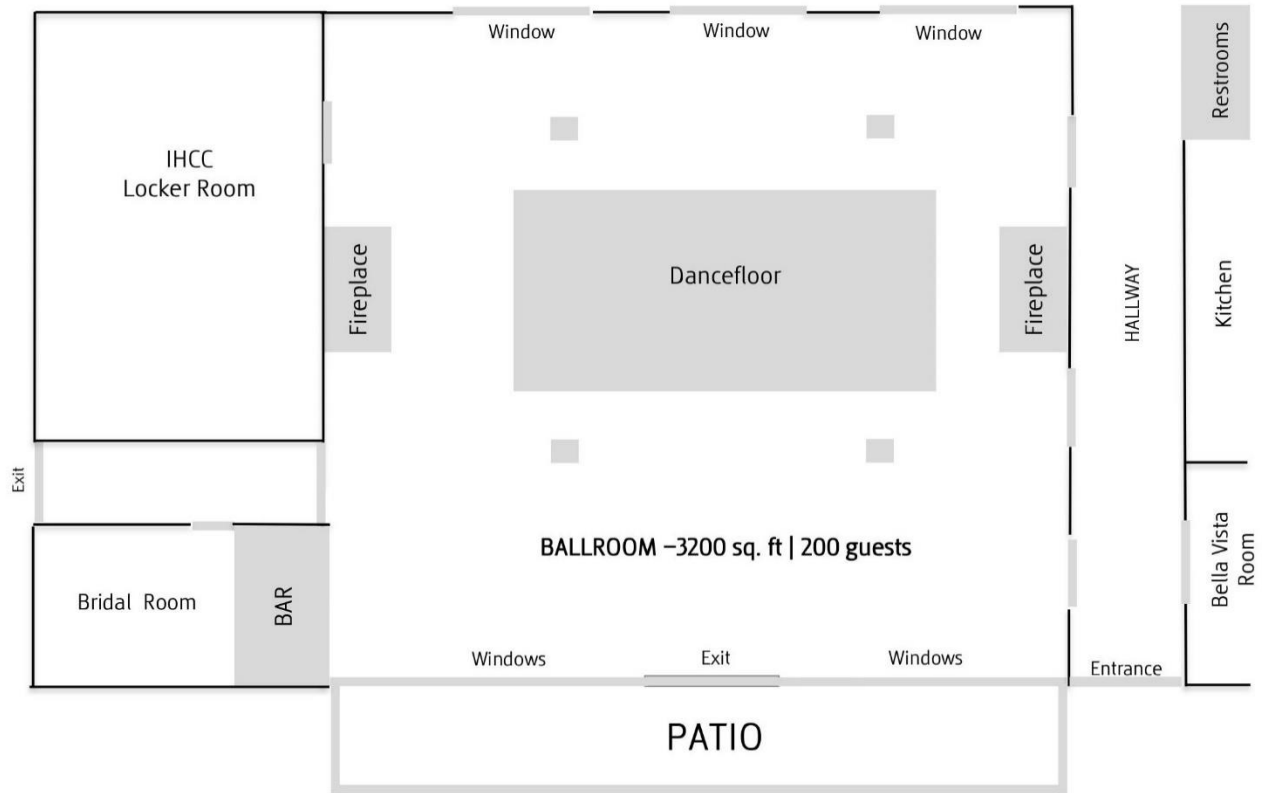 Window
Window
Window
Restrooms
IHCC
Locker Room
Fireplace
Dancefloor
Fireplace
HALLWAY
Kitchen
Exit
BALLROOM –3200 sq. ft | 200 guests
Bridal Room
BAR
Bella Vista
Room
Windows
Exit
Windows
Entrance
PATIO